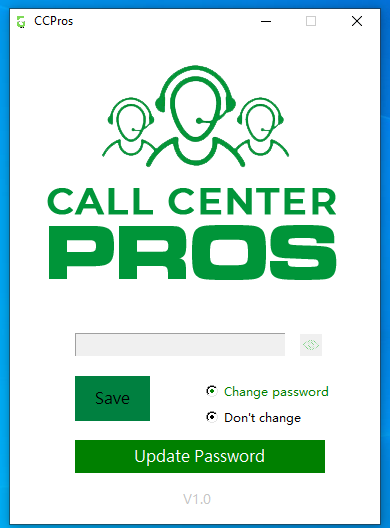 CCPros
CALL CENTER
PROS
Save
Change password
Don't change
Update Password
V1.0